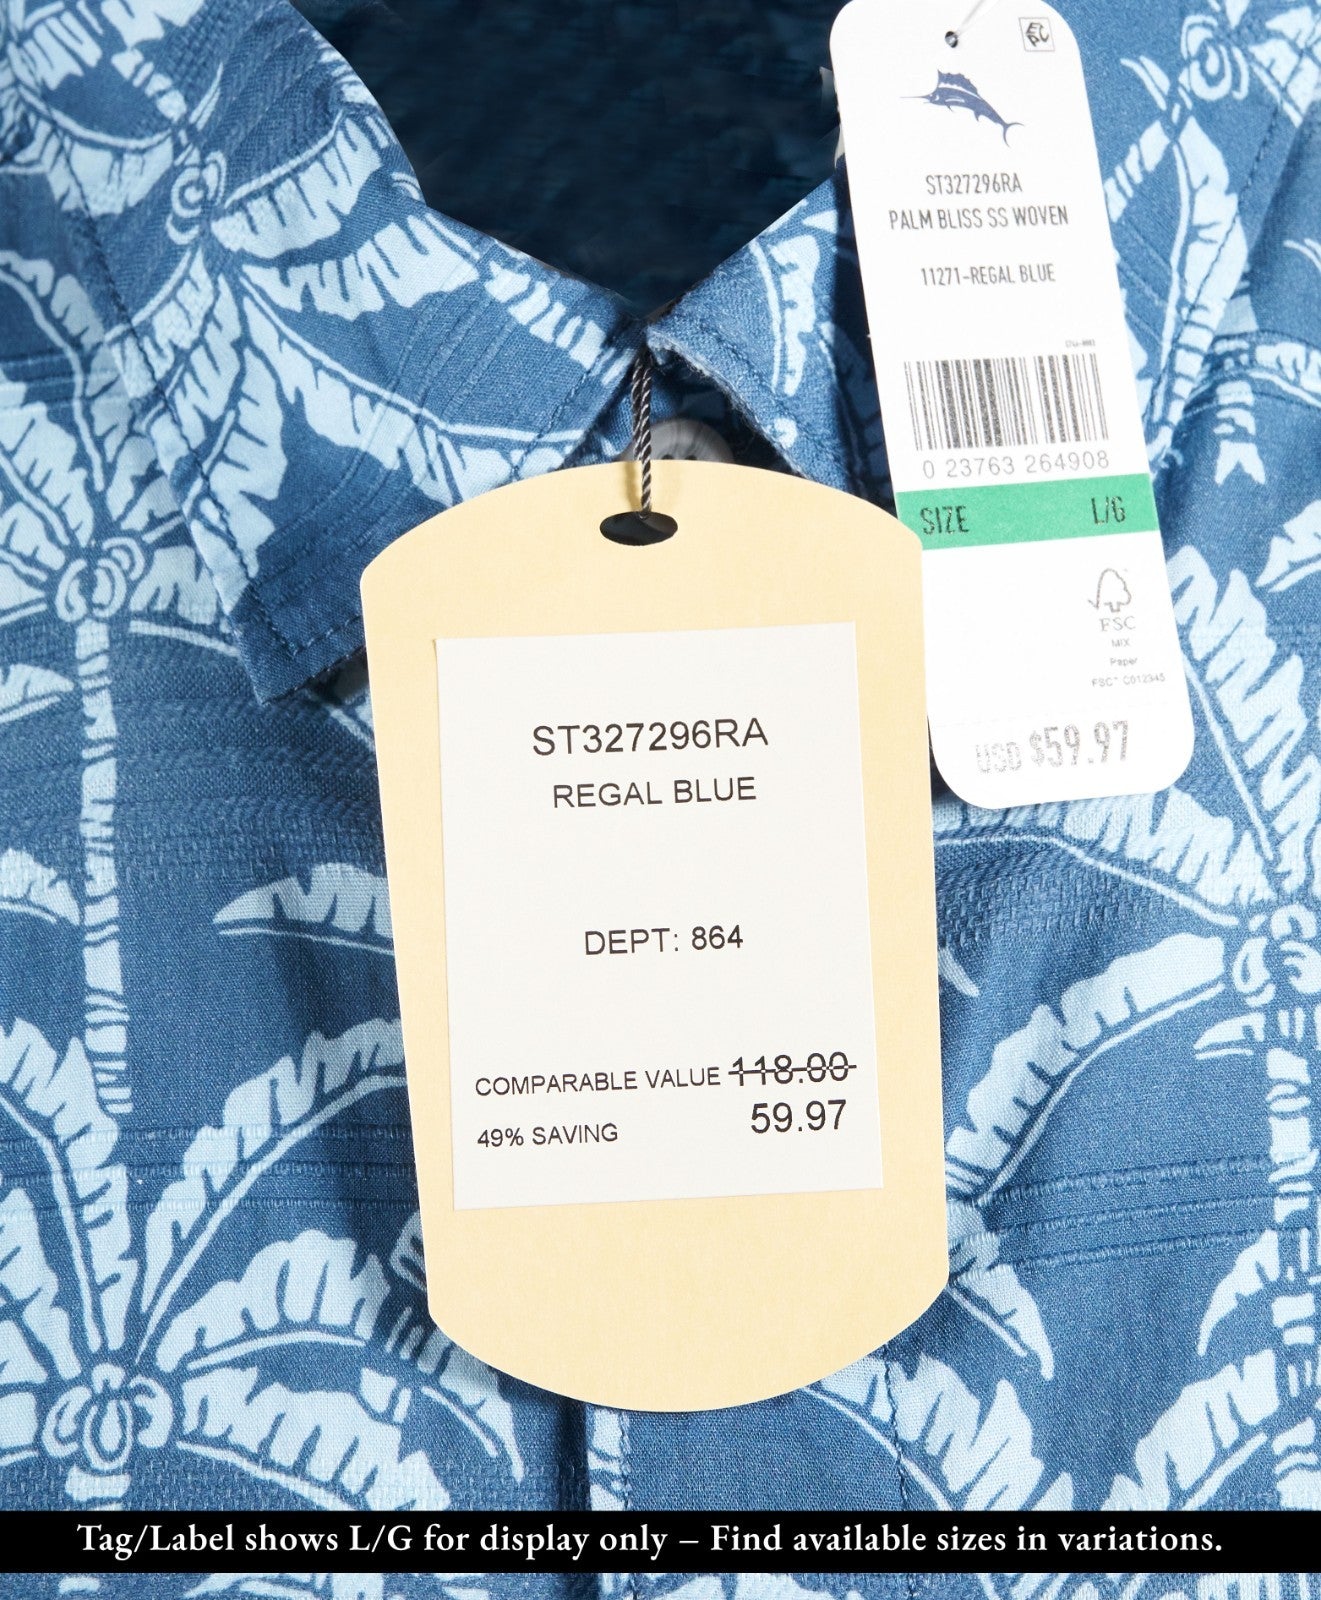 ST327296RA
PALM BLISS SS WOVEN
11271-REGAL BLUE
0 23763 264908
SIZE L/G
FSC
MIX
Paper
FSC® C012345
USD $59.97
ST327296RA
REGAL BLUE
DEPT: 864
COMPARABLE VALUE 118.00
49% SAVING 59.97
Tag/Label shows L/G for display only – Find available sizes in variations.